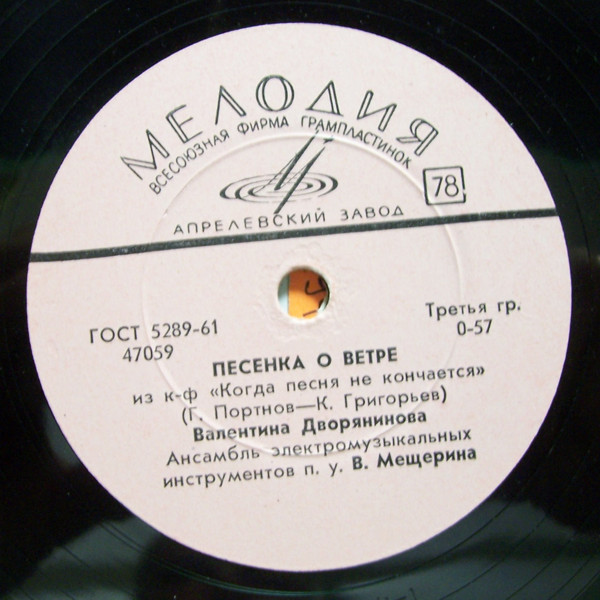 МЕЛОДИЯ
ВСЕСОЮЗНАЯ ФИРМА ГРАМПЛАСТИНОК
78
АПРЕЛЕВСКИЙ ЗАВОД
ГОСТ 5289-61
47059
Третья гр.
0-57
ПЕСЕНКА О ВЕТРЕ
из к-ф «Когда песня не кончается»
(Г. Портнов—К. Григорьев)
Валентина Дворянинова
Ансамбль электромузыкальных
инструментов п. у. В. Мещерина